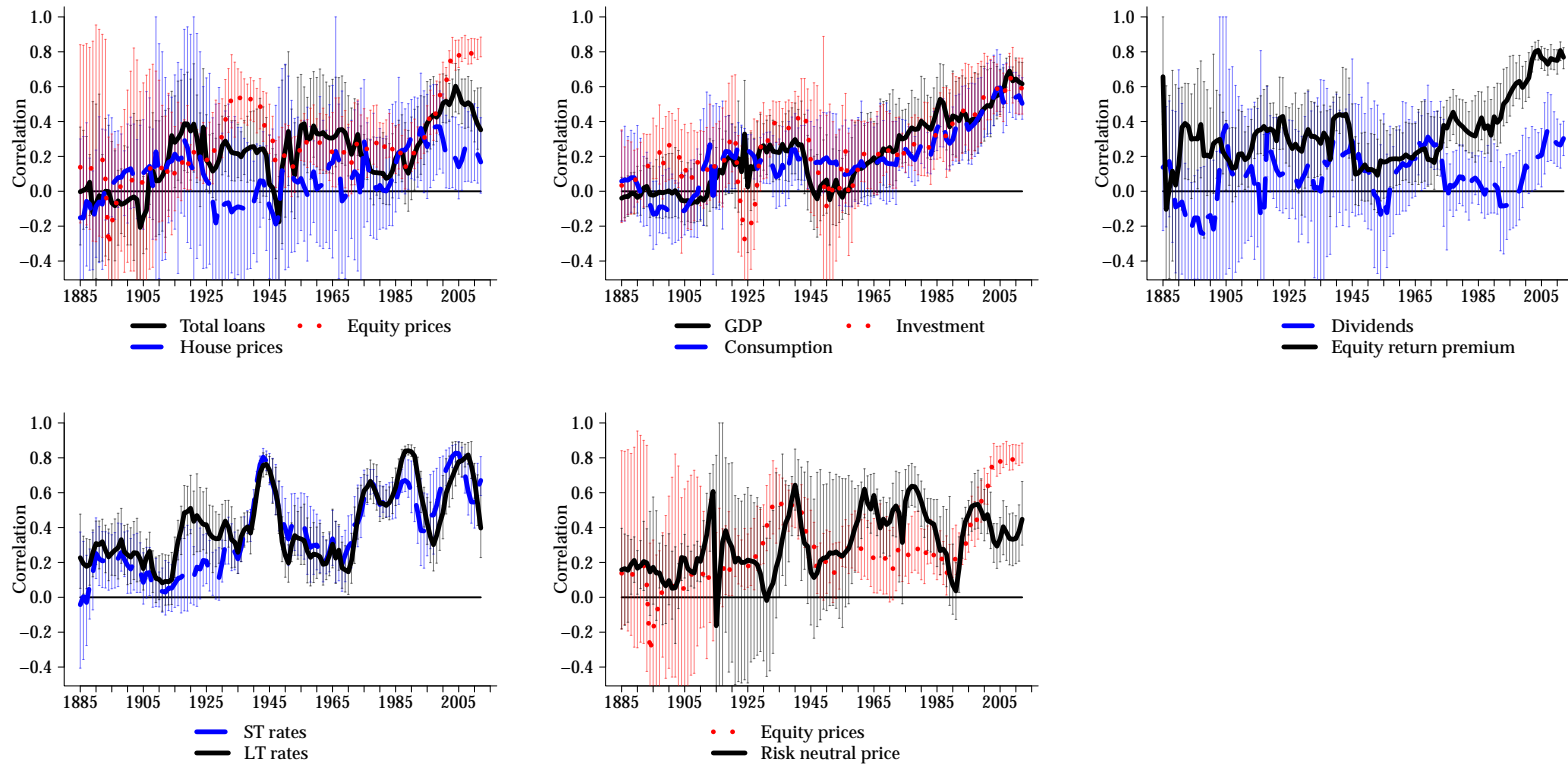 1.0
0.8
0.6
0.4
0.2
0.0
−0.2
−0.4
Correlation
1885 1905 1925 1945 1965 1985 2005
Total loans Equity prices
House prices
1.0
0.8
0.6
0.4
0.2
0.0
−0.2
−0.4
Correlation
1885 1905 1925 1945 1965 1985 2005
GDP Investment
Consumption
1.0
0.8
0.6
0.4
0.2
0.0
−0.2
−0.4
Correlation
1885 1905 1925 1945 1965 1985 2005
Dividends
Equity return premium
1.0
0.8
0.6
0.4
0.2
0.0
−0.2
−0.4
Correlation
1885 1905 1925 1945 1965 1985 2005
ST rates
LT rates
1.0
0.8
0.6
0.4
0.2
0.0
−0.2
−0.4
Correlation
1885 1905 1925 1945 1965 1985 2005
Equity prices
Risk neutral price